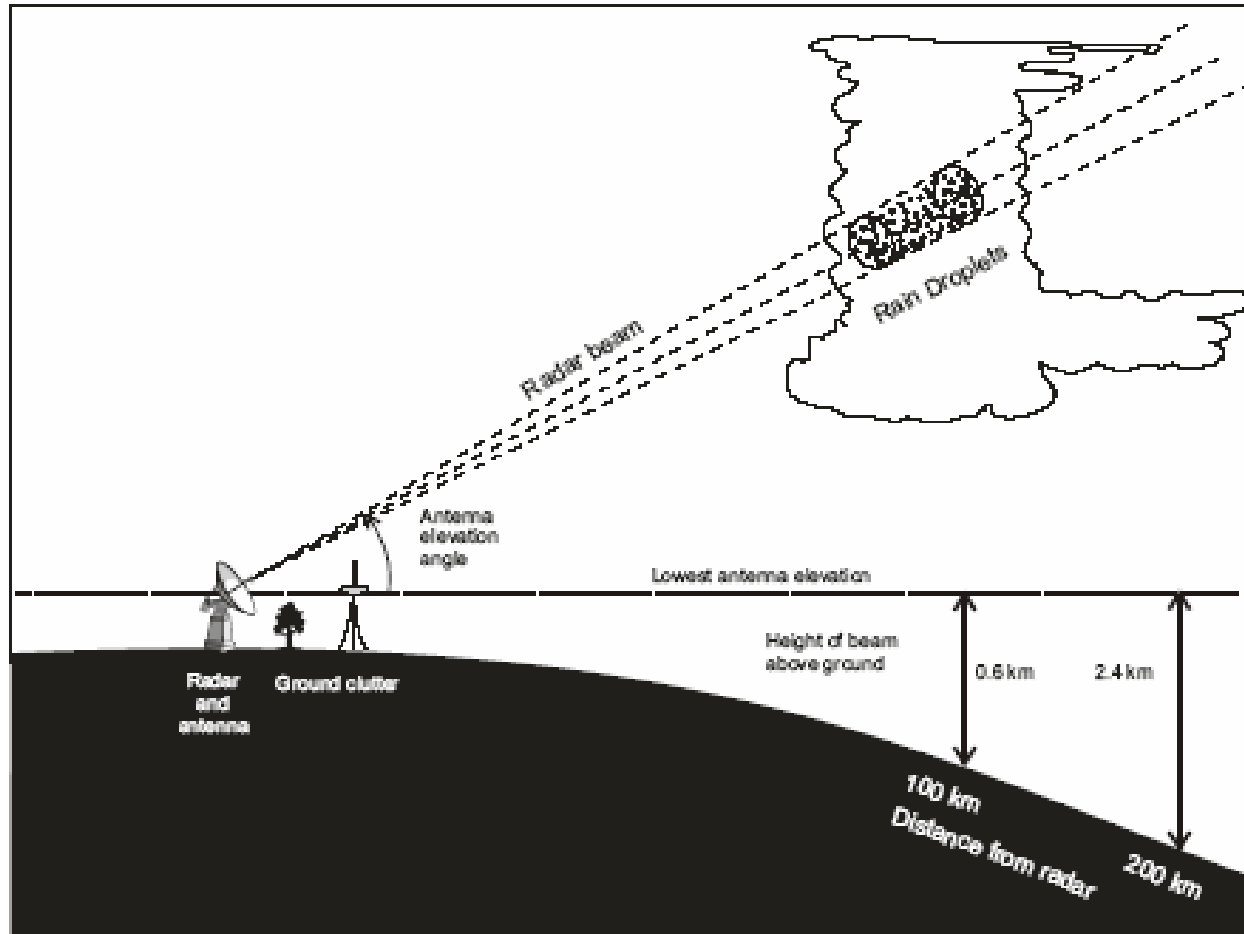 Radar beam
Rain Droplets
Antenna
elevation
angle
Lowest antenna elevation
Height of beam
above ground
0.6 km
2.4 km
Radar
and
antenna
Ground clutter
100 km
Distance from radar
200 km